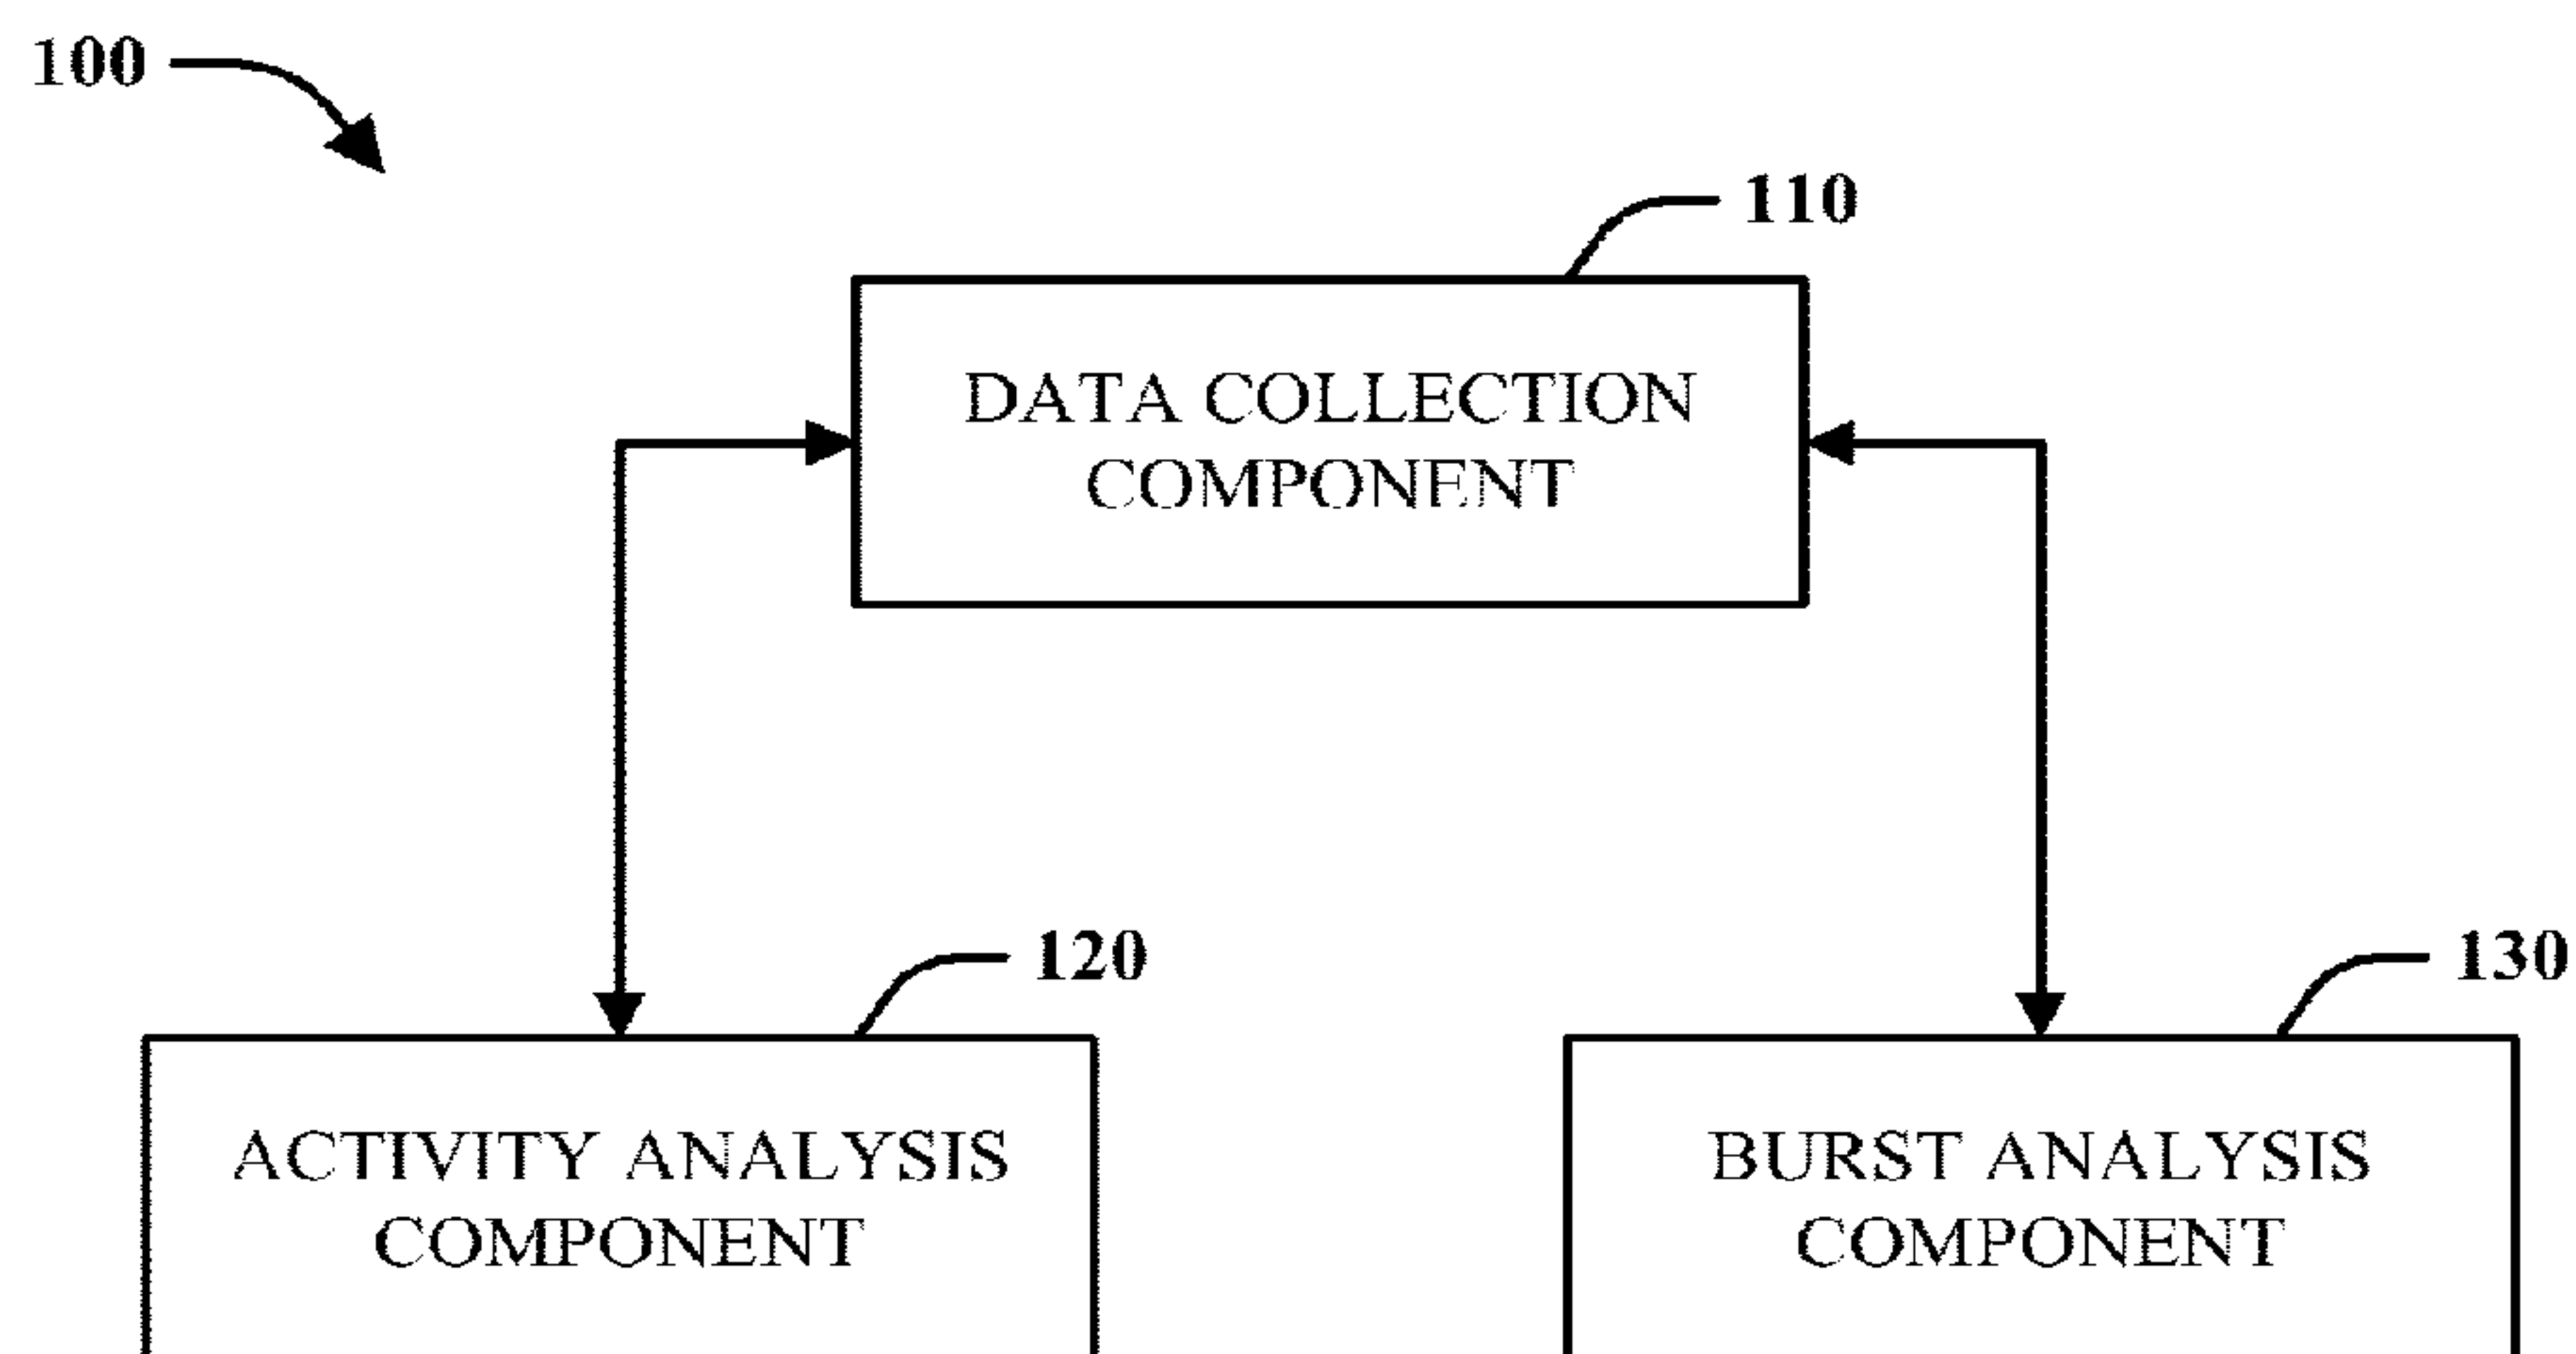 100
110
DATA COLLECTION
COMPONENT
120
130
ACTIVITY ANALYSIS
COMPONENT
BURST ANALYSIS
COMPONENT